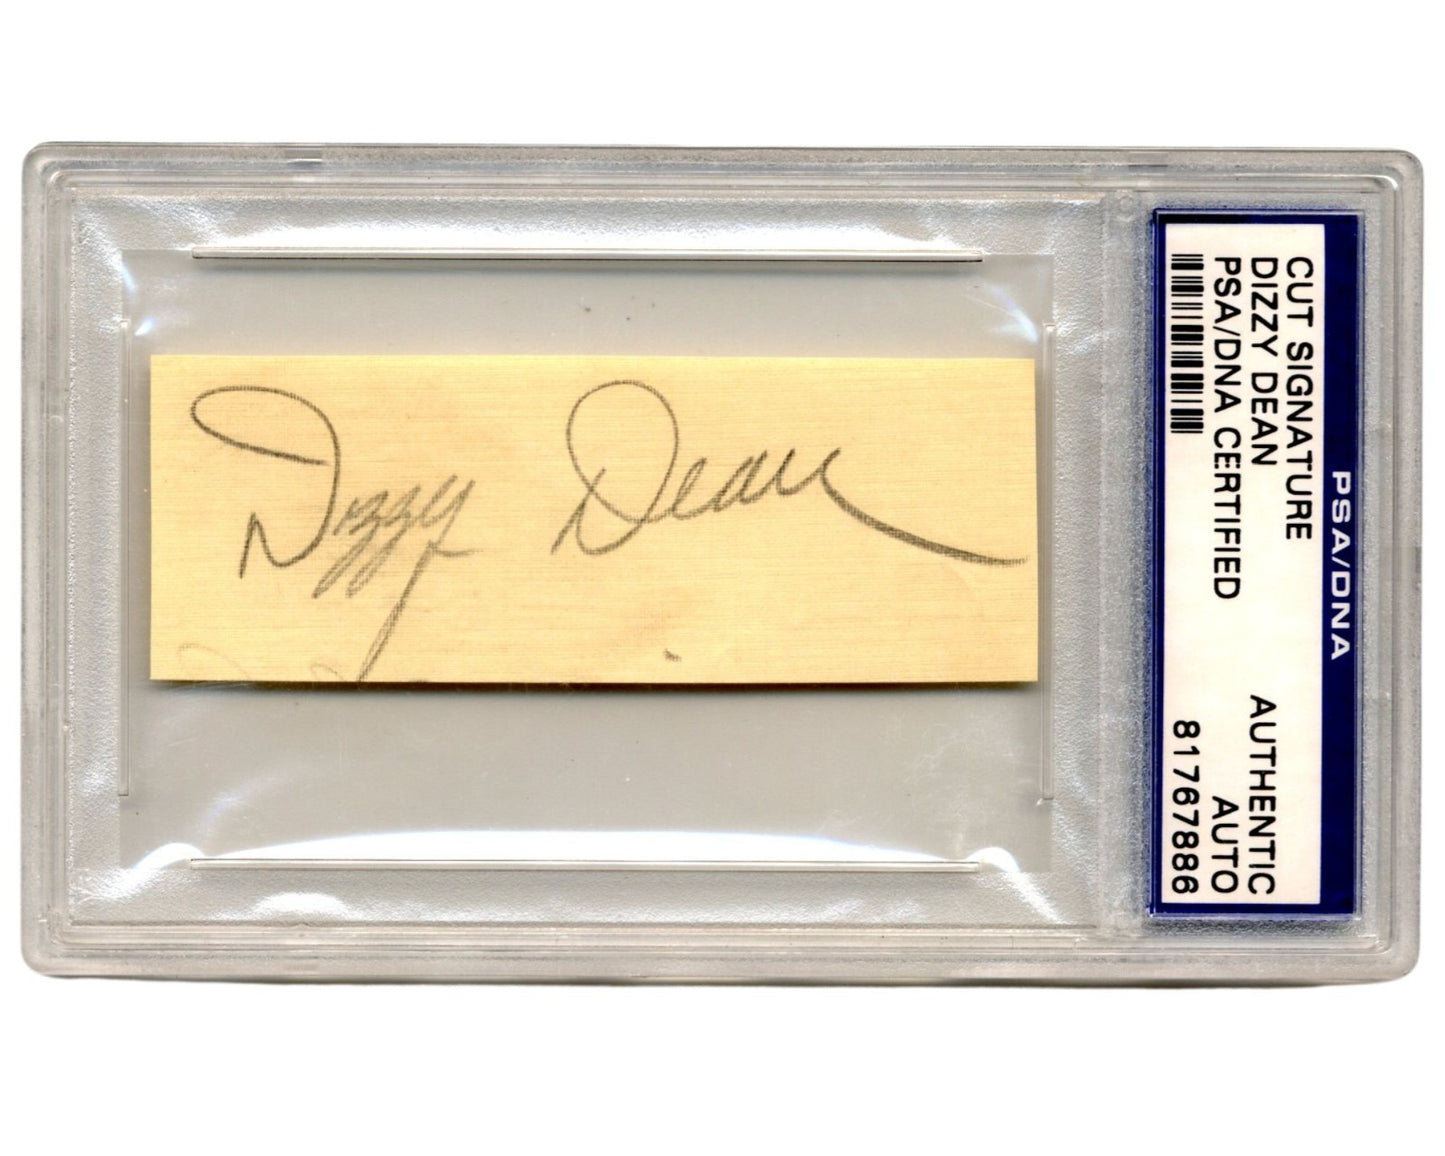 Dizzy Dean
PSA/DNA
CUT SIGNATURE
DIZZY DEAN
AUTHENTIC
PSA/DNA CERTIFIED
AUTO
81767886